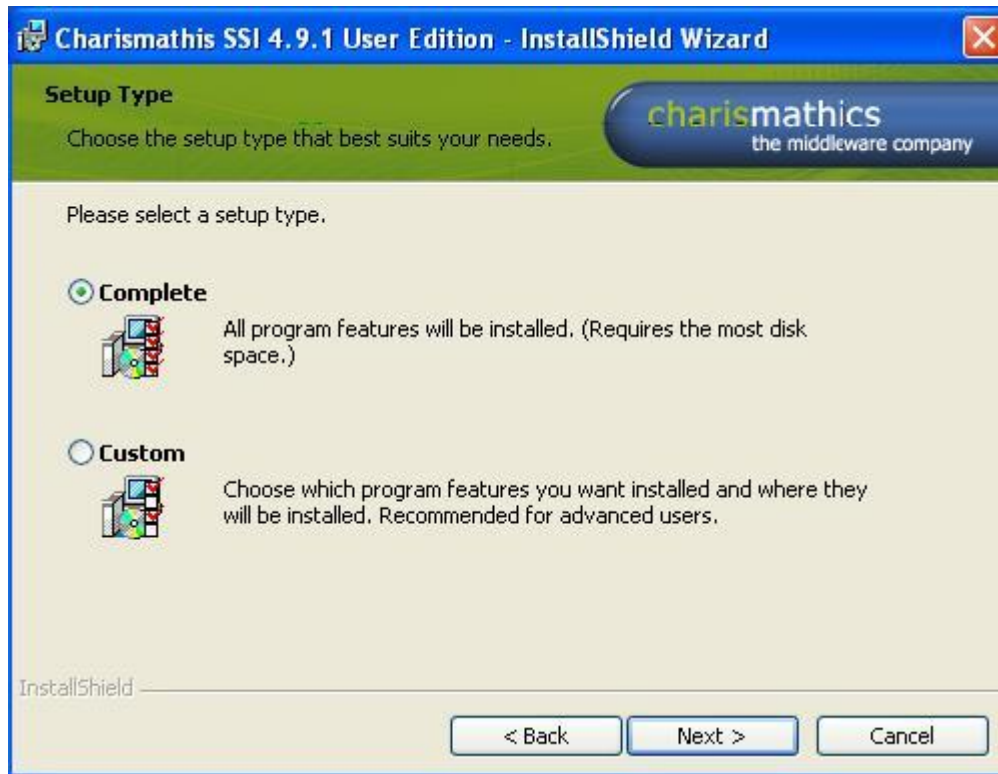 Charismathis SSI 4.9.1 User Edition - InstallShield Wizard
Setup Type
Choose the setup type that best suits your needs.
charismathics
the middleware company
Please select a setup type.
Complete
All program features will be installed. (Requires the most disk
space.)
Custom
Choose which program features you want installed and where they
will be installed. Recommended for advanced users.
InstallShield
< Back
Next >
Cancel